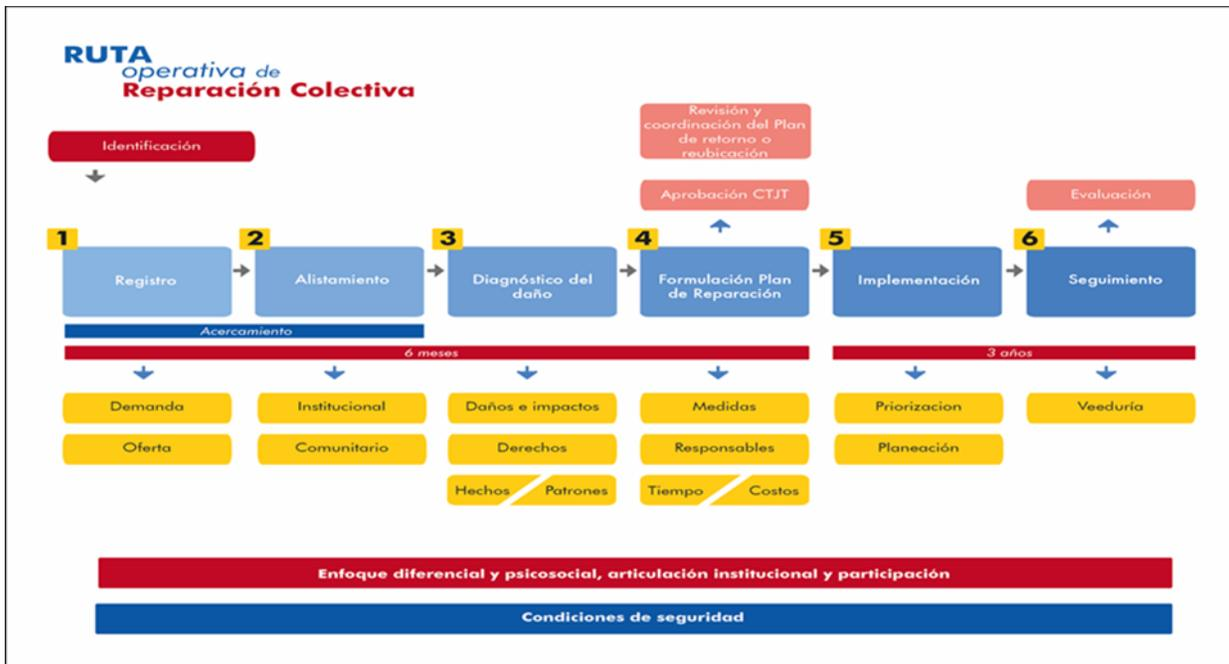 RUTA
operativa de
Reparación Colectiva
Identificación
Revisión y
coordinación del Plan
de retorno o
reubicación
Aprobación CTJT
Evaluación
1
Registro
2
Alistamiento
3
Diagnóstico del
daño
4
Formulación Plan
de Reparación
5
Implementación
6
Seguimiento
Acercamiento
6 meses
3 años
Demanda
Oferta
Institucional
Comunitario
Daños e impactos
Derechos
Hechos
Patrones
Medidas
Responsables
Tiempo
Costos
Priorizacion
Planeación
Veeduría
Enfoque diferencial y psicosocial, articulación institucional y participación
Condiciones de seguridad